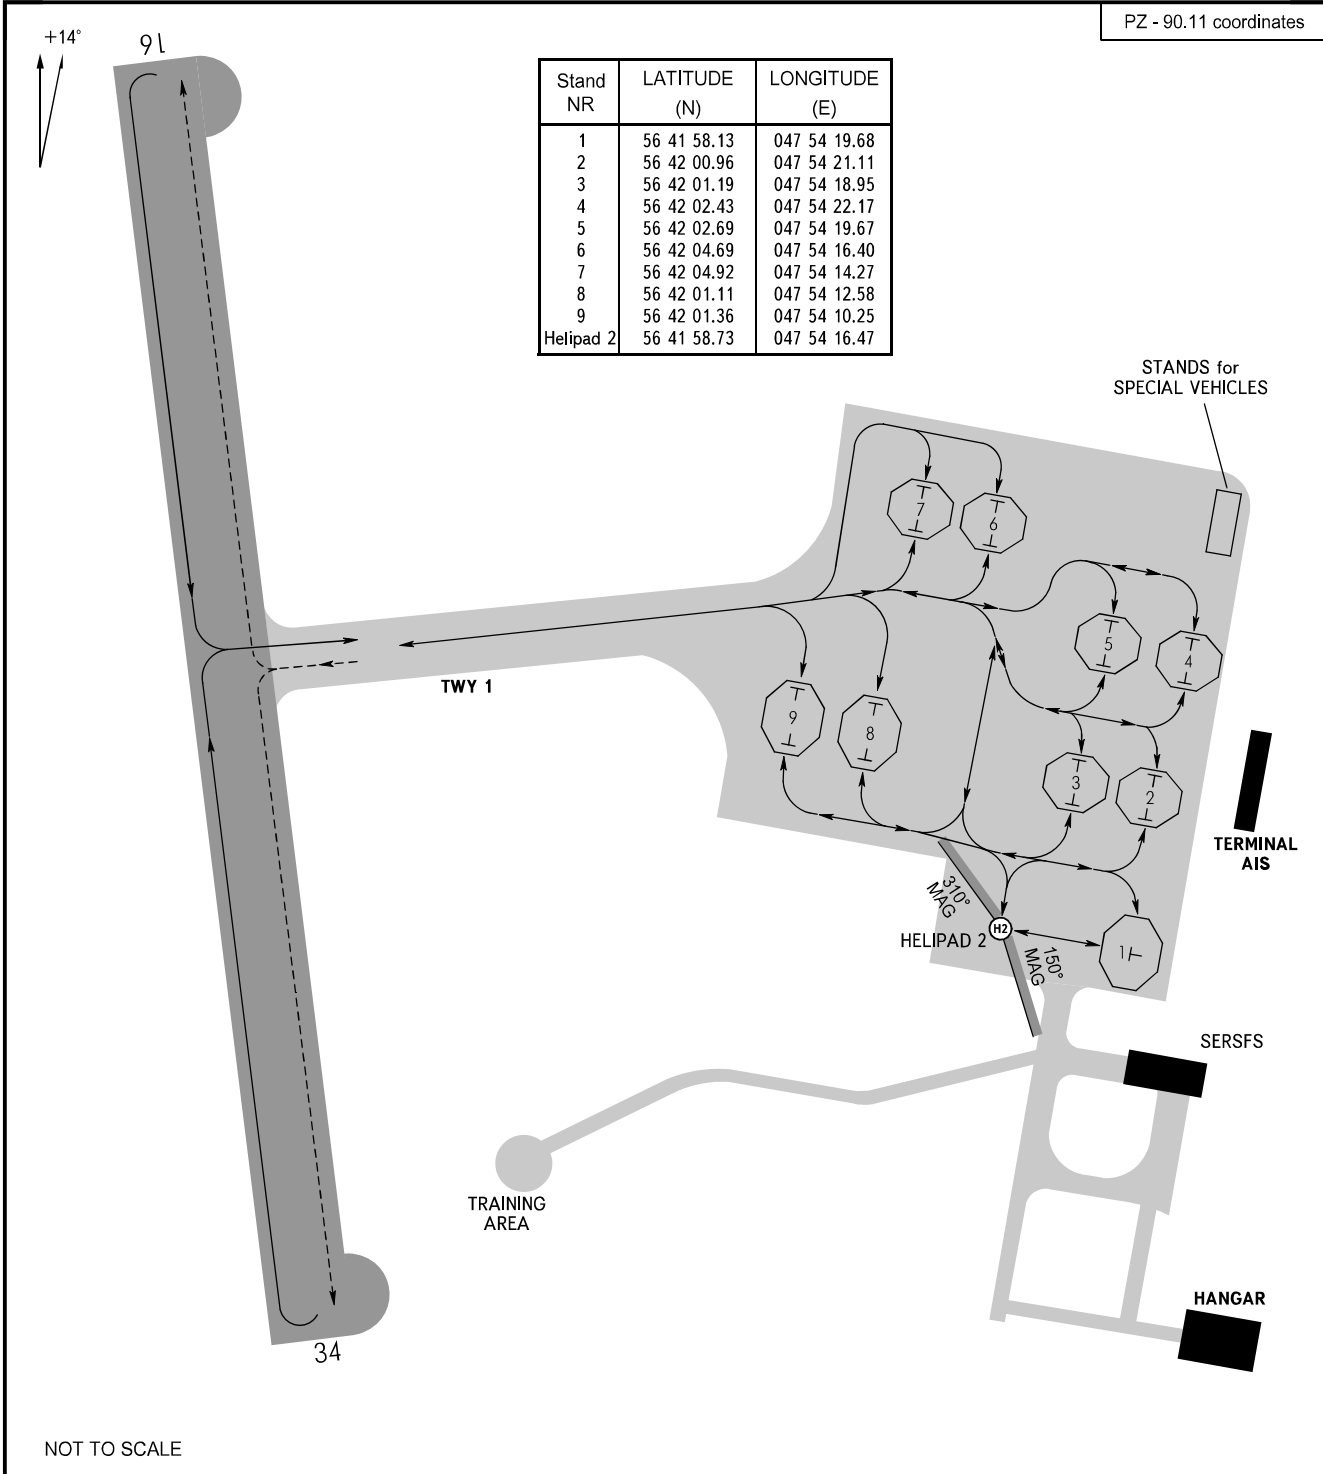 PZ - 90.11 coordinates
+14°
16
Stand NR LATITUDE (N) LONGITUDE (E)
1 56 41 58.13 047 54 19.68
2 56 42 00.96 047 54 21.11
3 56 42 01.19 047 54 18.95
4 56 42 02.43 047 54 22.17
5 56 42 02.69 047 54 19.67
6 56 42 04.69 047 54 16.40
7 56 42 04.92 047 54 14.27
8 56 42 01.11 047 54 12.58
9 56 42 01.36 047 54 10.25
Helipad 2 56 41 58.73 047 54 16.47
STANDS for
SPECIAL VEHICLES
7
6
5
4
TWY 1
9
8
3
2
TERMINAL
AIS
310°
MAG
HELIPAD 2
H2
150°
MAG
1
SERSFS
TRAINING
AREA
HANGAR
34
NOT TO SCALE